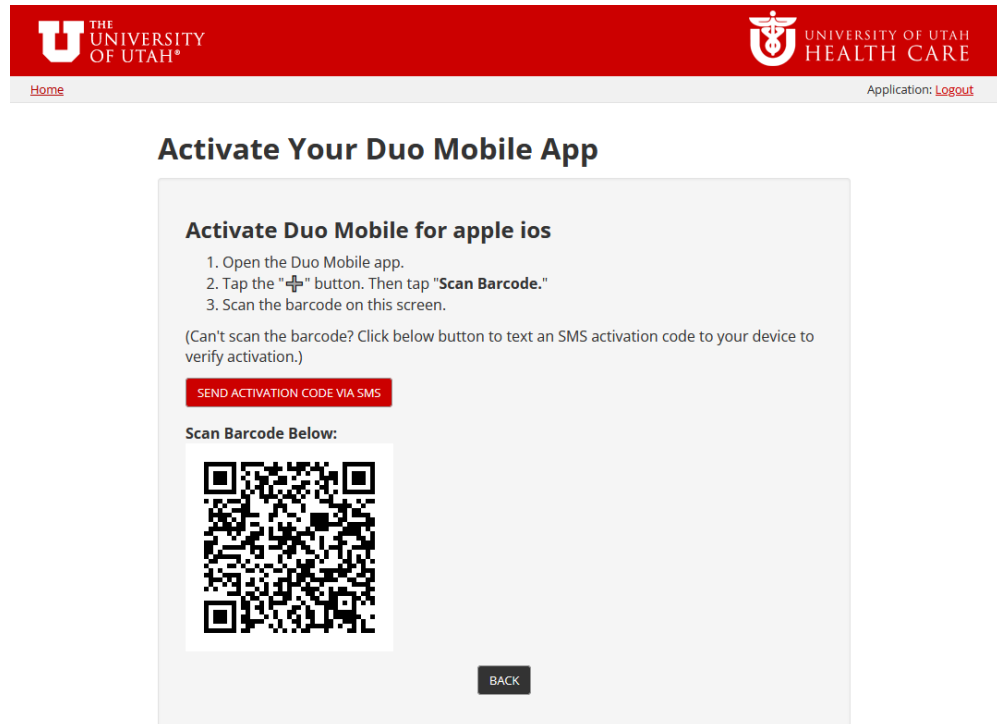 THE
UNIVERSITY
OF UTAH®
UNIVERSITY OF UTAH
HEALTH CARE
Home
Application: Logout
Activate Your Duo Mobile App
Activate Duo Mobile for apple ios
1. Open the Duo Mobile app.
2. Tap the "➕" button. Then tap "Scan Barcode."
3. Scan the barcode on this screen.
(Can't scan the barcode? Click below button to text an SMS activation code to your device to
verify activation.)
SEND ACTIVATION CODE VIA SMS
Scan Barcode Below:
BACK